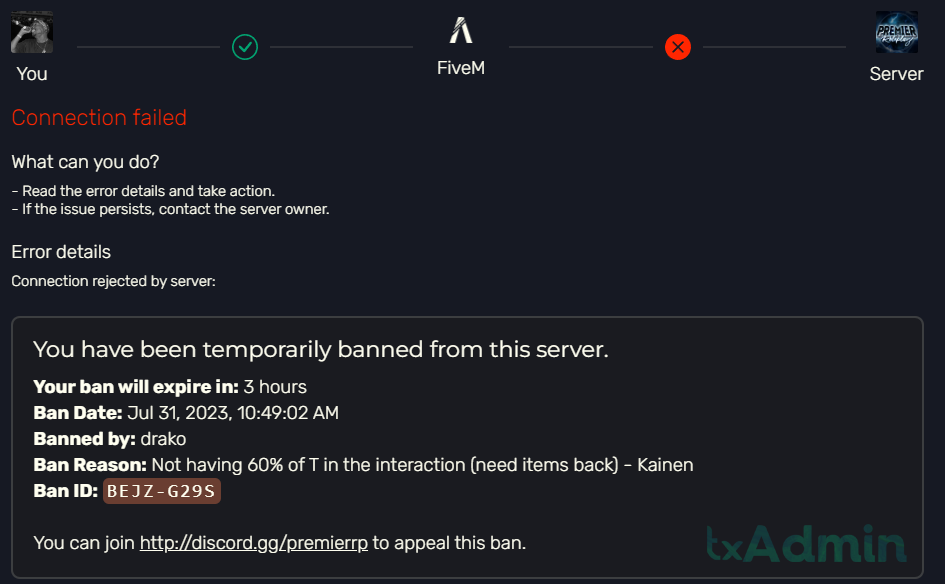 You
FiveM
PREMIER
Roleplay
Server
Connection failed
What can you do?
- Read the error details and take action.
- If the issue persists, contact the server owner.
Error details
Connection rejected by server:
You have been temporarily banned from this server.
Your ban will expire in: 3 hours
Ban Date: Jul 31, 2023, 10:49:02 AM
Banned by: drako
Ban Reason: Not having 60% of T in the interaction (need items back) - Kainen
Ban ID: BEJZ-G29S
You can join http://discord.gg/premierrp to appeal this ban.
txAdmin